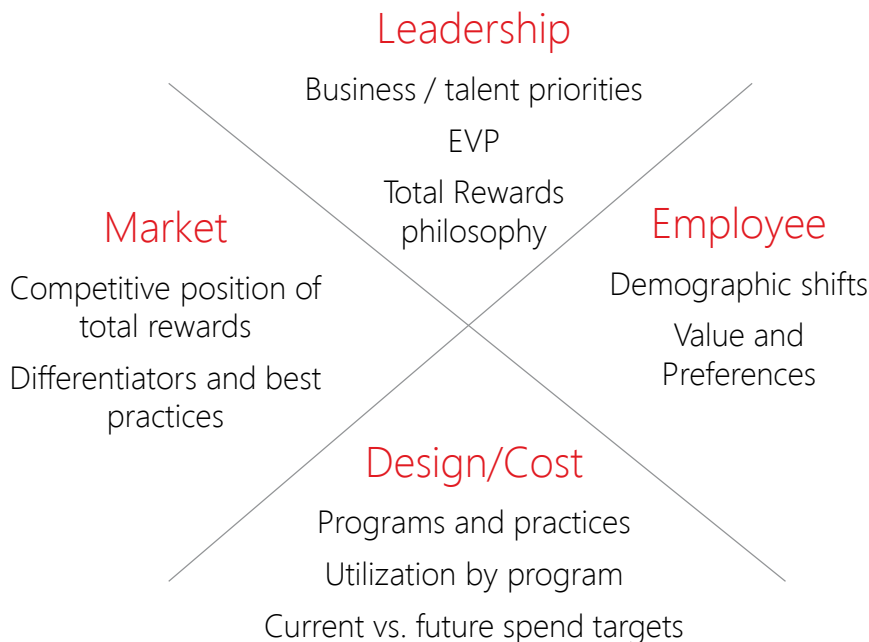 Leadership
Business / talent priorities
EVP
Total Rewards
philosophy
Market
Competitive position of
total rewards
Differentiators and best
practices
Employee
Demographic shifts
Value and
Preferences
Design/Cost
Programs and practices
Utilization by program
Current vs. future spend targets